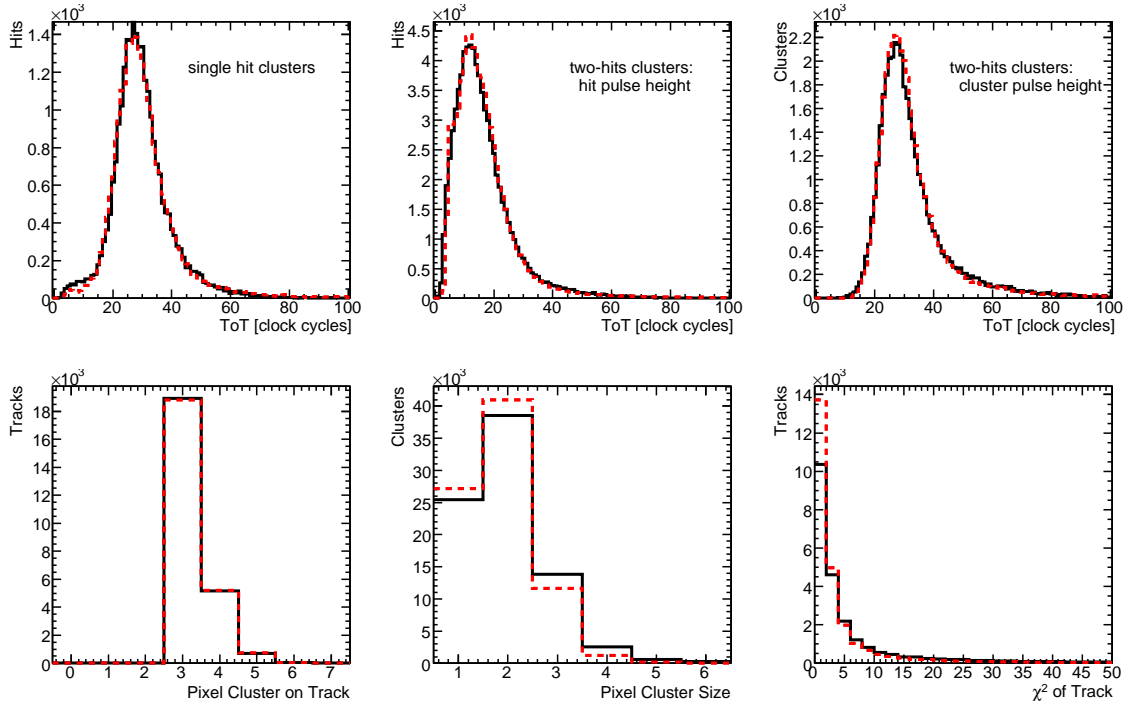 ×10³
Hits
1.4
1.2
1
0.8
0.6
0.4
0.2
0
single hit clusters
0 20 40 60 80 100
ToT [clock cycles]
×10³
Hits
4.5
4
3.5
3
2.5
2
1.5
1
0.5
0
two-hits clusters:
hit pulse height
0 20 40 60 80 100
ToT [clock cycles]
×10³
Clusters
2.2
2
1.8
1.6
1.4
1.2
1
0.8
0.6
0.4
0.2
0
two-hits clusters:
cluster pulse height
0 20 40 60 80 100
ToT [clock cycles]
×10³
Tracks
18
16
14
12
10
8
6
4
2
0
0 1 2 3 4 5 6 7
Pixel Cluster on Track
×10³
Clusters
40
35
30
25
20
15
10
5
0
1 2 3 4 5 6
Pixel Cluster Size
×10³
Tracks
14
12
10
8
6
4
2
0
0 5 10 15 20 25 30 35 40 45 50
χ² of Track